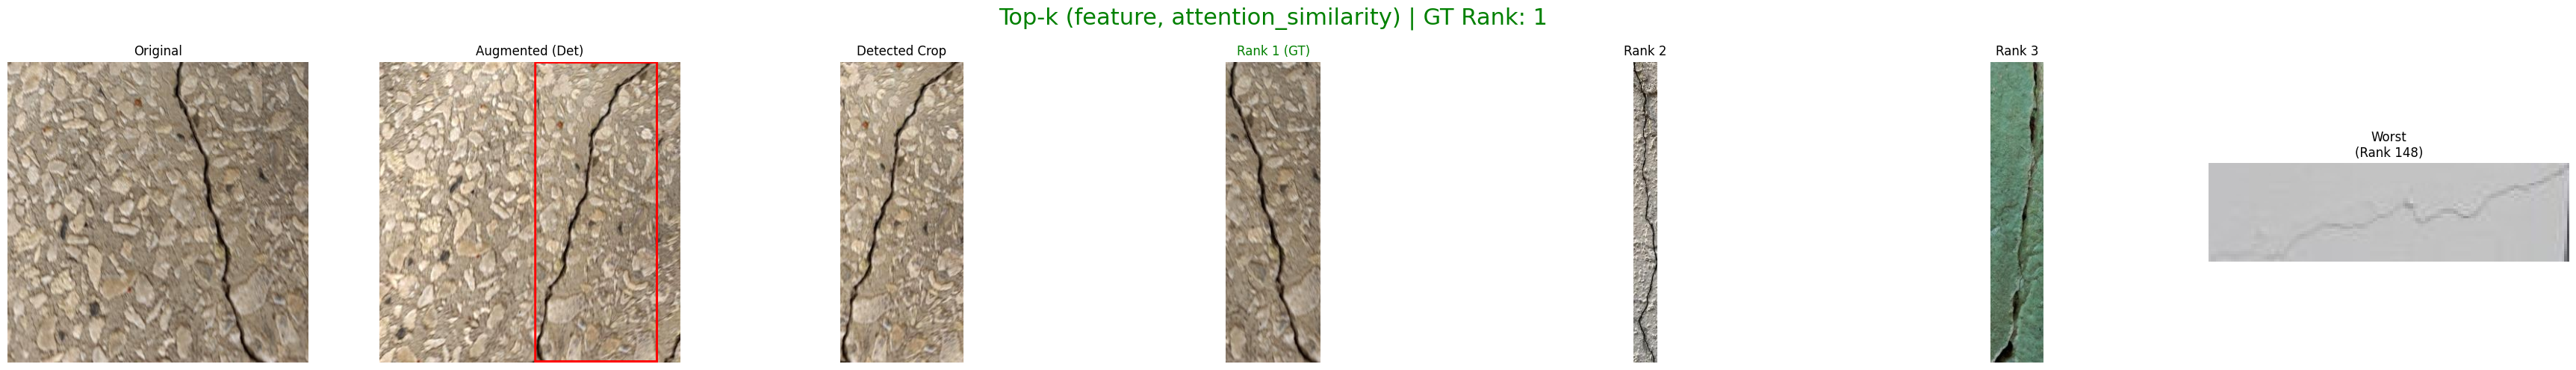 Top-k (feature, attention_similarity) | GT Rank: 1
Original
Augmented (Det)
Detected Crop
Rank 1 (GT)
Rank 2
Rank 3
Worst
(Rank 148)